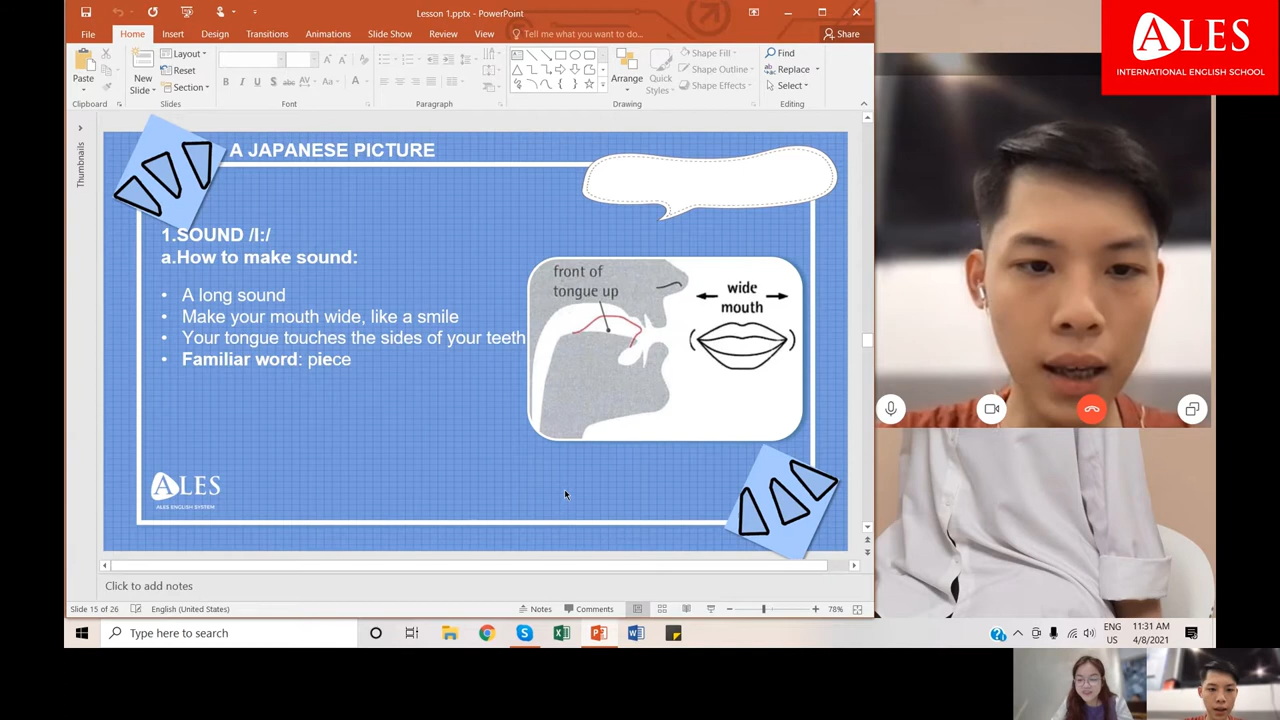 Lesson 1.pptx - PowerPoint
File Home Insert Design Transitions Animations Slide Show Review View Tell me what you want to do... Share
Paste
New
Slide
Layout
Reset
Section
B I U S abc AV Aa A
Arrange
Quick
Styles
Shape Fill
Shape Outline
Shape Effects
Find
Replace
Select
Clipboard Slides Font Paragraph Drawing Editing
Thumbnails
A JAPANESE PICTURE
1.SOUND /I:/
a.How to make sound:
• A long sound
• Make your mouth wide, like a smile
• Your tongue touches the sides of your teeth
• Familiar word: piece
front of
tongue up
wide
mouth
ALES
ALES ENGLISH SYSTEM
Click to add notes
Slide 15 of 26 English (United States) Notes Comments 78%
Type here to search
ENG
US
11:31 AM
4/8/2021
ALES
INTERNATIONAL ENGLISH SCHOOL